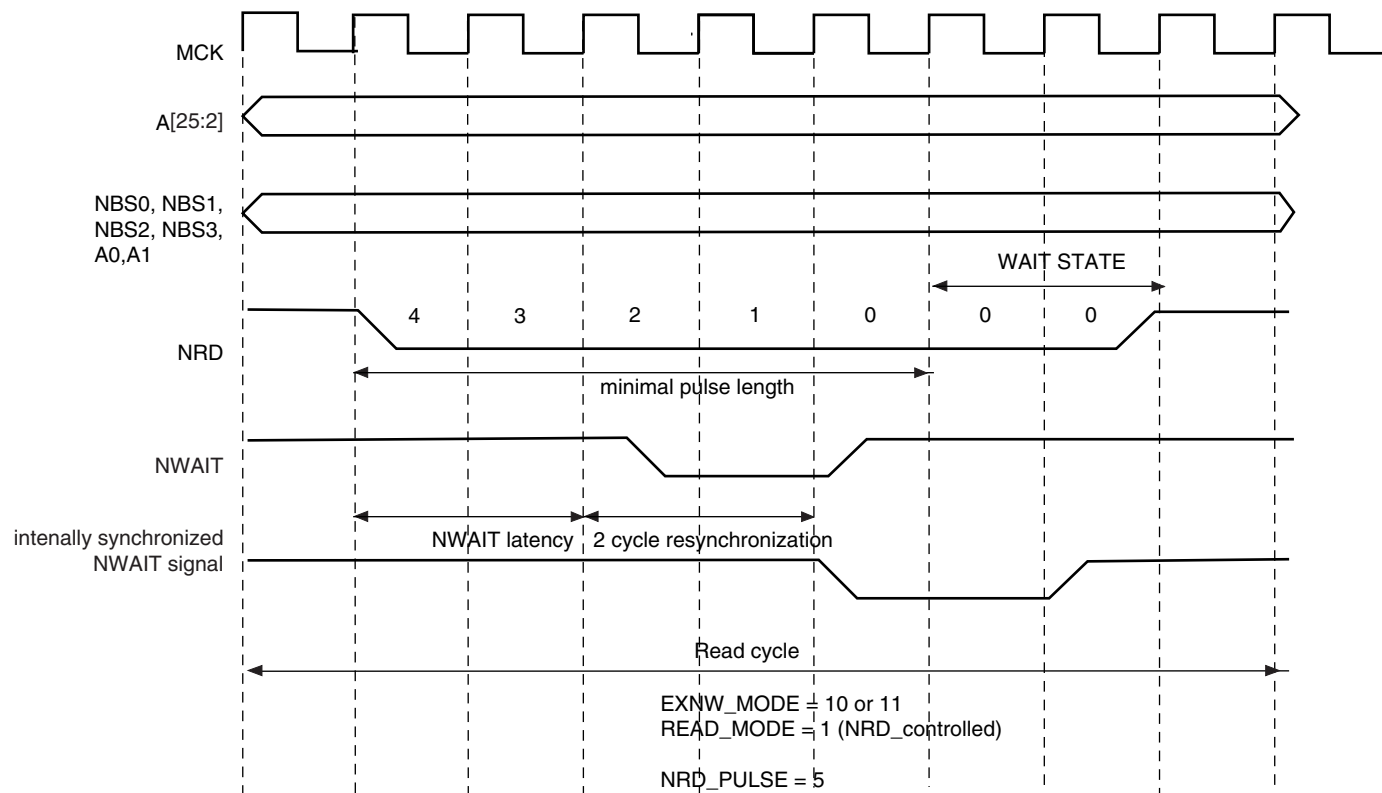 MCK
A[25:2]
NBS0, NBS1,
NBS2, NBS3,
A0,A1
WAIT STATE
4 3 2 1 0 0 0
NRD
minimal pulse length
NWAIT
intenally synchronized
NWAIT signal
NWAIT latency 2 cycle resynchronization
Read cycle
EXNW_MODE = 10 or 11
READ_MODE = 1 (NRD_controlled)
NRD_PULSE = 5